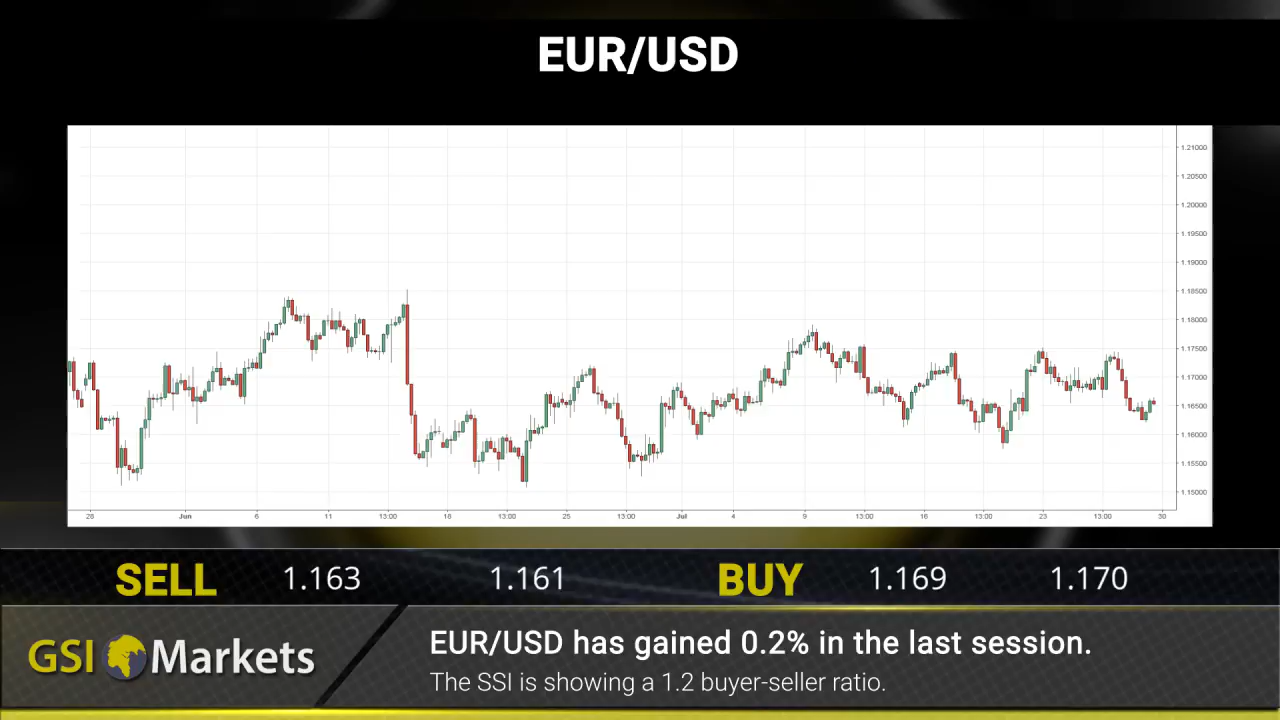 EUR/USD
1.21000
1.20500
1.20000
1.19500
1.19000
1.18500
1.18000
1.17500
1.17000
1.16500
1.16000
1.15500
1.15000
28 Jun 6 11 13:00 18 13:00 25 13:00 Jul 4 9 13:00 16 13:00 23 13:00 30
SELL 1.163 1.161 BUY 1.169 1.170
GSI Markets
EUR/USD has gained 0.2% in the last session.
The SSI is showing a 1.2 buyer-seller ratio.